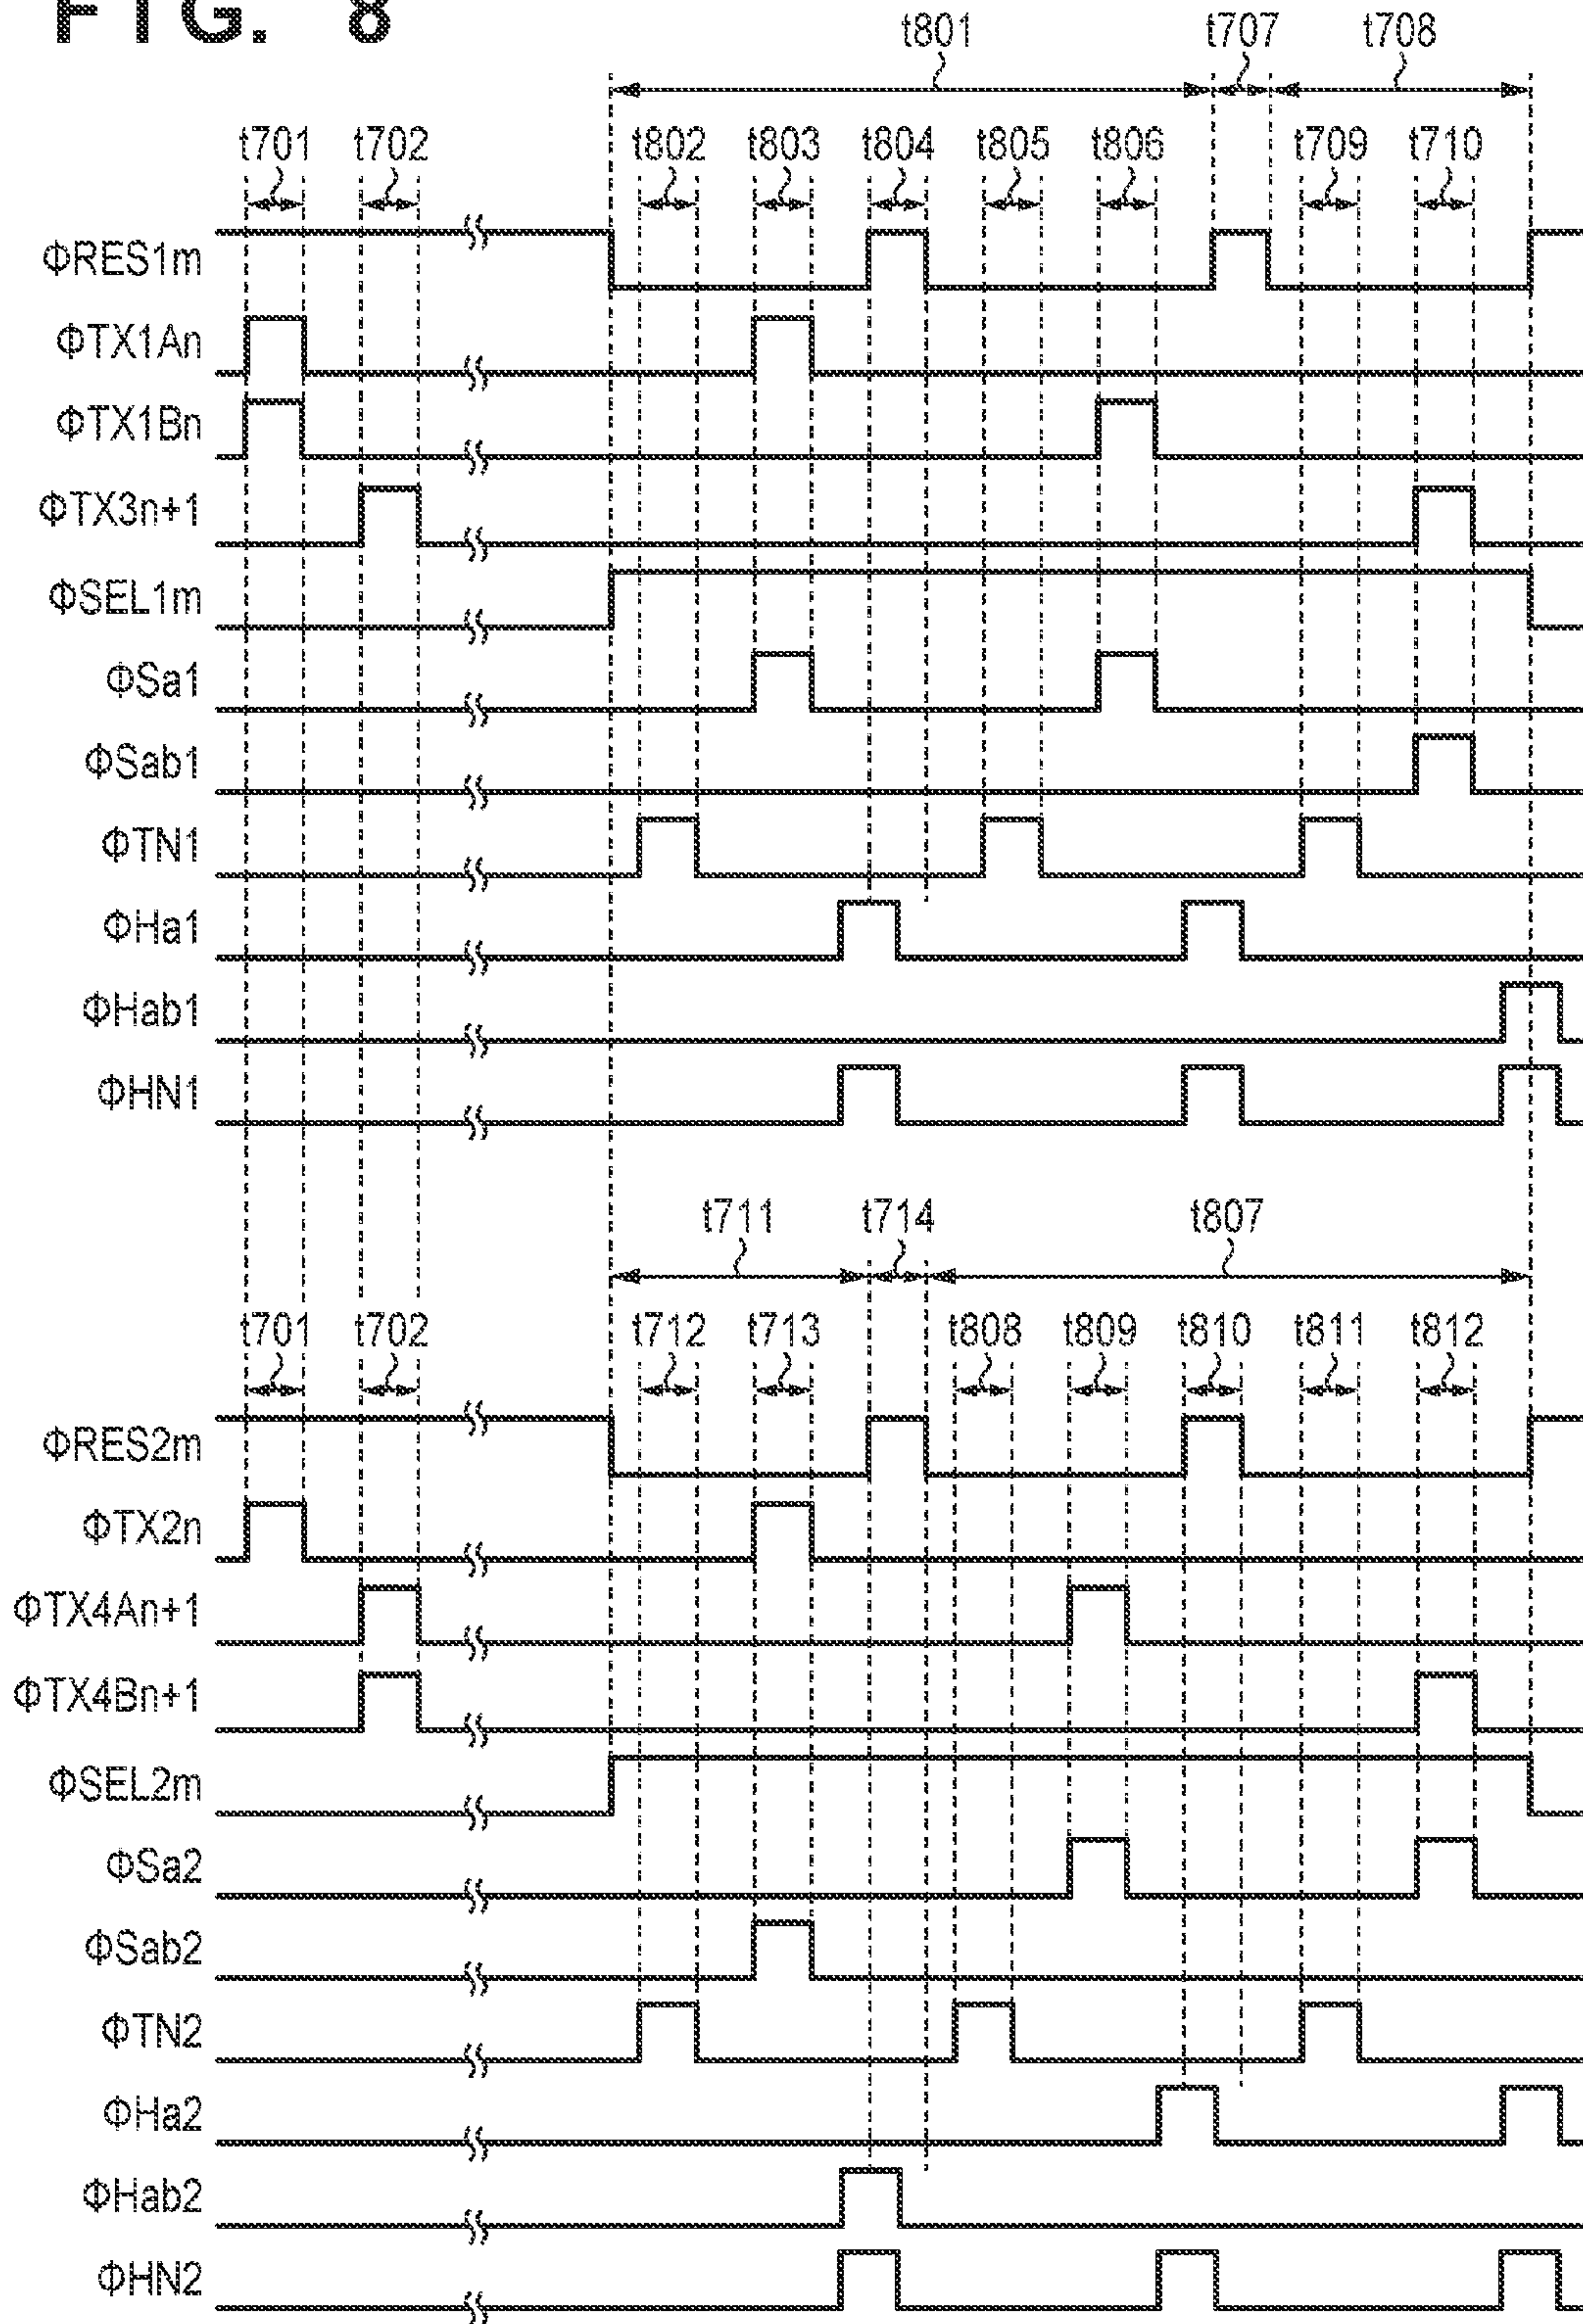 FIG. 8
t801 t707 t708
t701 t702 t802 t803 t804 t805 t806 t709 t710
ΦRES1m
ΦTX1An
ΦTX1Bn
ΦTX3n+1
ΦSEL1m
ΦSa1
ΦSab1
ΦTN1
ΦHa1
ΦHab1
ΦHN1
t711 t714 t807
t701 t702 t712 t713 t808 t809 t810 t811 t812
ΦRES2m
ΦTX2n
ΦTX4An+1
ΦTX4Bn+1
ΦSEL2m
ΦSa2
ΦSab2
ΦTN2
ΦHa2
ΦHab2
ΦHN2